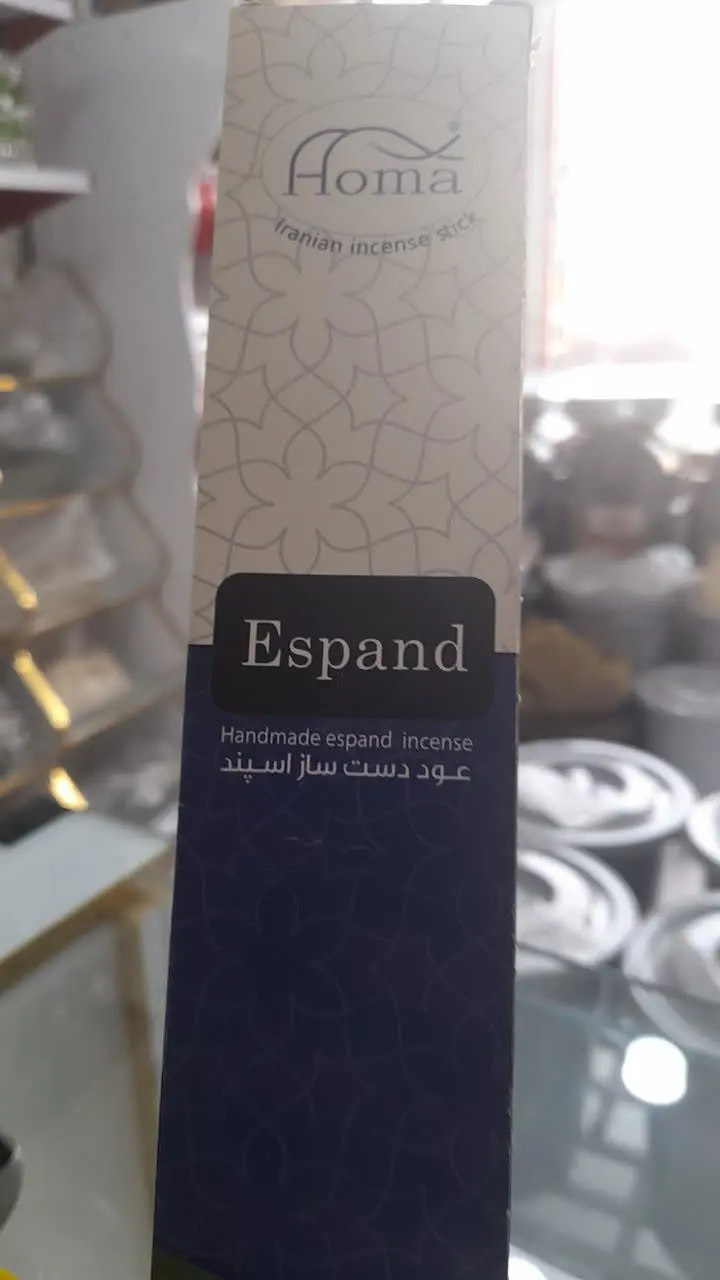 Homa
Iranian incense stick
Espand
Handmade espand incense
عود دست ساز اسپند